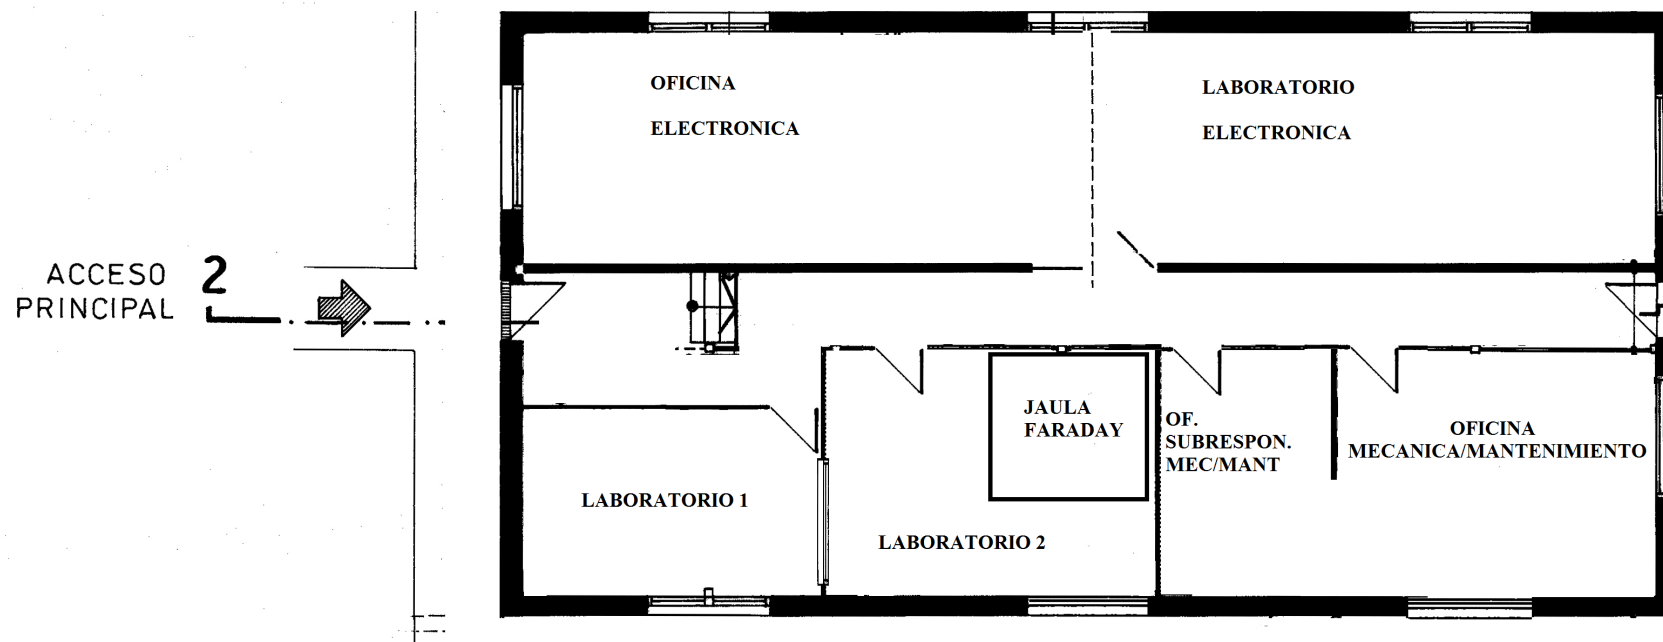 OFICINA
ELECTRONICA
LABORATORIO
ELECTRONICA
ACCESO
PRINCIPAL
2
JAULA
FARADAY
OF.
SUBRESPON.
MEC/MANT
OFICINA
MECANICA/MANTENIMIENTO
LABORATORIO 1
LABORATORIO 2